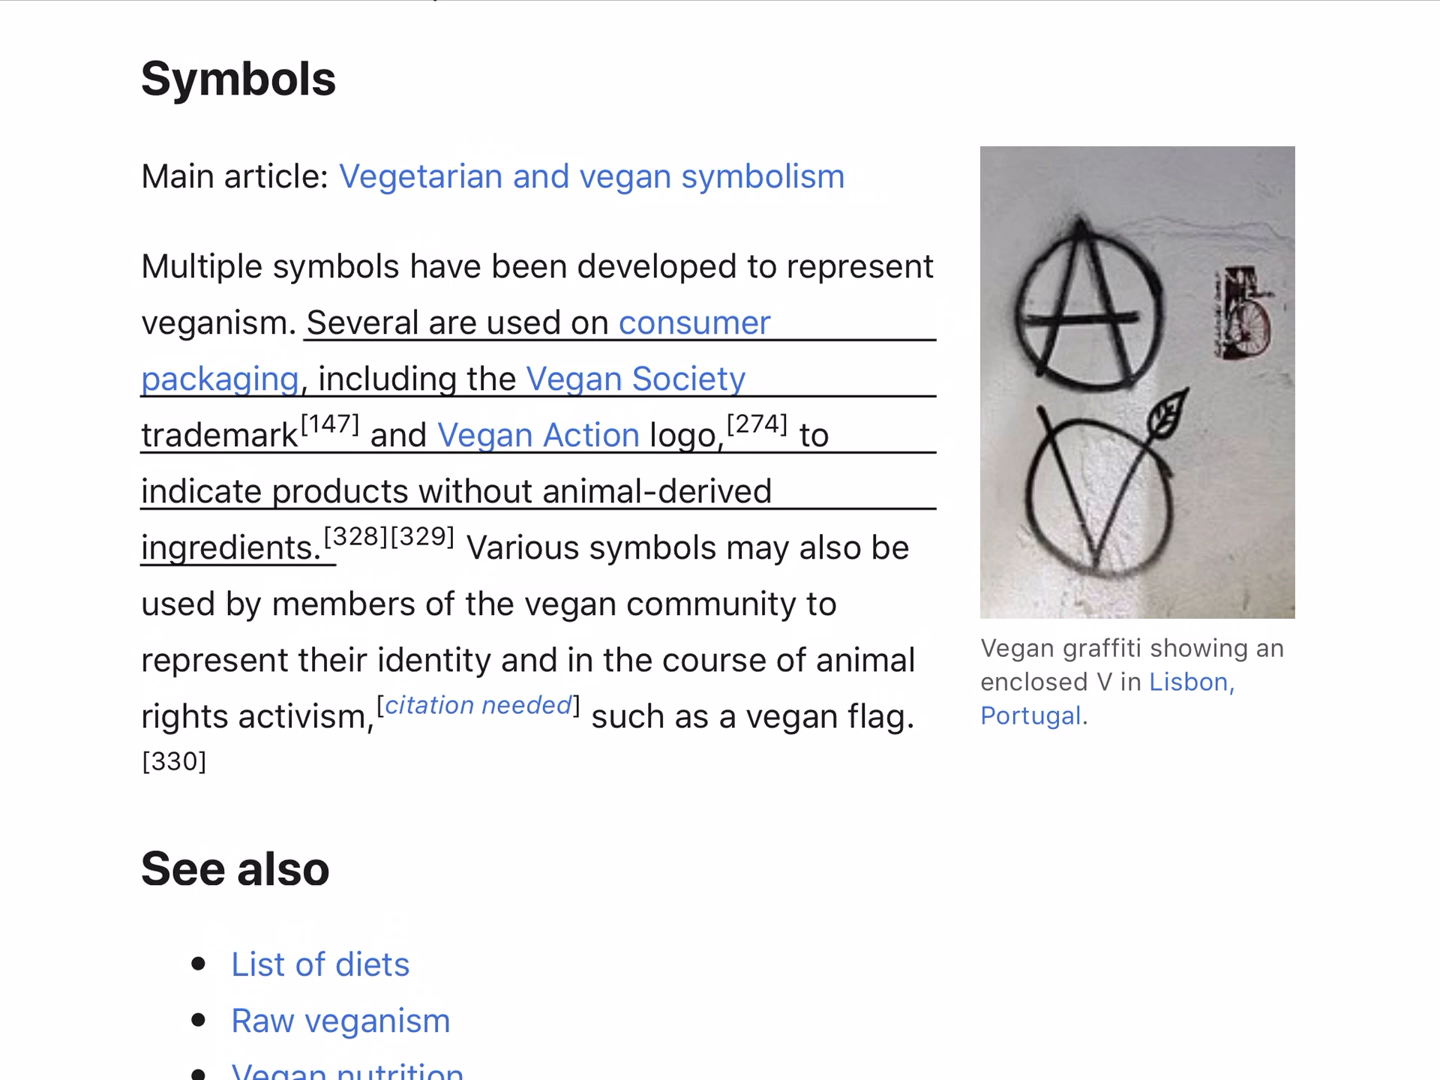 Symbols
Main article: Vegetarian and vegan symbolism
Multiple symbols have been developed to represent
veganism. Several are used on consumer
packaging, including the Vegan Society
trademark[147] and Vegan Action logo,[274] to
indicate products without animal-derived
ingredients.[328][329] Various symbols may also be
used by members of the vegan community to
represent their identity and in the course of animal
rights activism,[citation needed] such as a vegan flag.
[330]
A
V
Vegan graffiti showing an
enclosed V in Lisbon,
Portugal.
See also
• List of diets
• Raw veganism
• Vegan nutrition